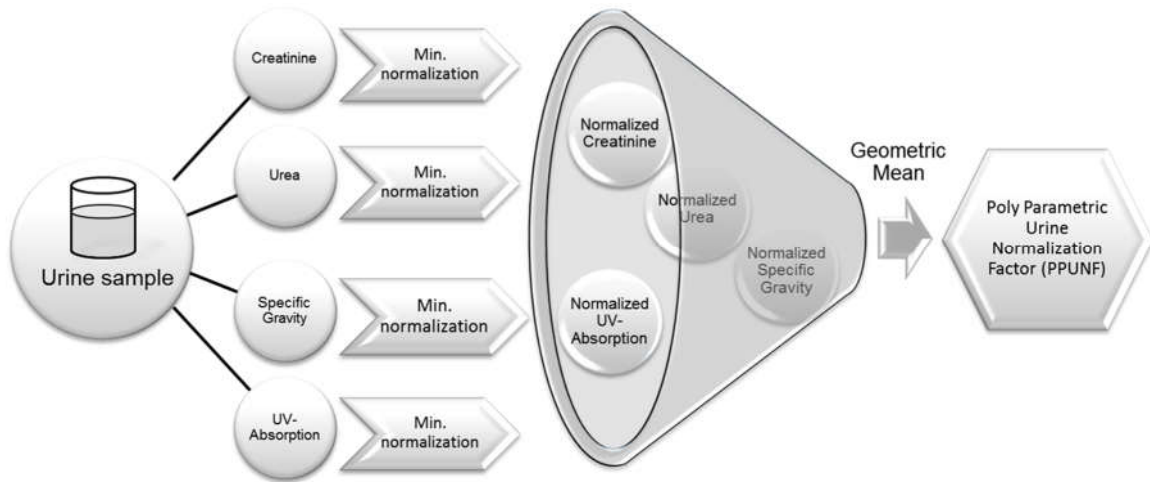 Urine sample
Creatinine
Min.
normalization
Urea
Min.
normalization
Specific
Gravity
Min.
normalization
UV-
Absorption
Min.
normalization
Normalized
Creatinine
Normalized
Urea
Normalized
Specific
Gravity
Normalized
UV-
Absorption
Geometric
Mean
Poly Parametric
Urine
Normalization
Factor (PPUNF)